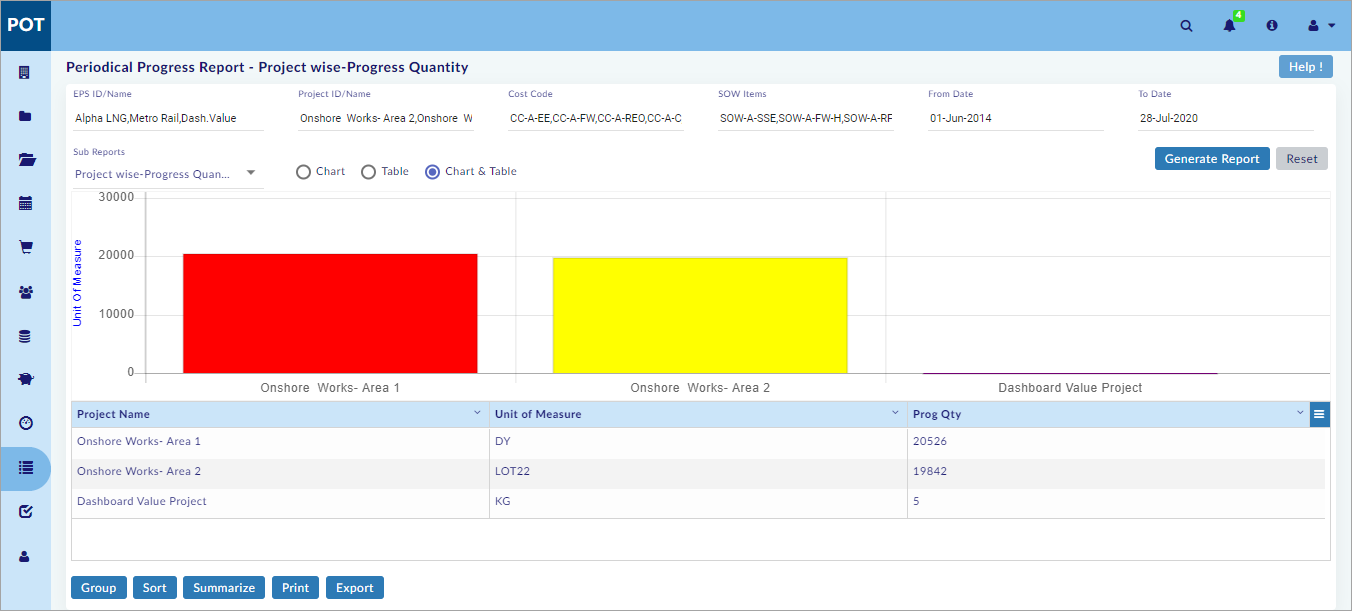 POT
4
Periodical Progress Report - Project wise-Progress Quantity
Help !
EPS ID/Name Project ID/Name Cost Code SOW Items From Date To Date
Alpha LNG,Metro Rail,Dash.Value Onshore Works- Area 2,Onshore W CC-A-EE,CC-A-FW,CC-A-REO,CC-A-C SOW-A-SSE,SOW-A-FW-H,SOW-A-RF 01-Jun-2014 28-Jul-2020
Sub Reports
Project wise-Progress Quan... Chart Table Chart & Table
Generate Report Reset
Unit Of Measure
30000
20000
10000
0
Onshore Works- Area 1 Onshore Works- Area 2 Dashboard Value Project
Project Name Unit of Measure Prog Qty
Onshore Works- Area 1 DY 20526
Onshore Works- Area 2 LOT22 19842
Dashboard Value Project KG 5
Group Sort Summarize Print Export